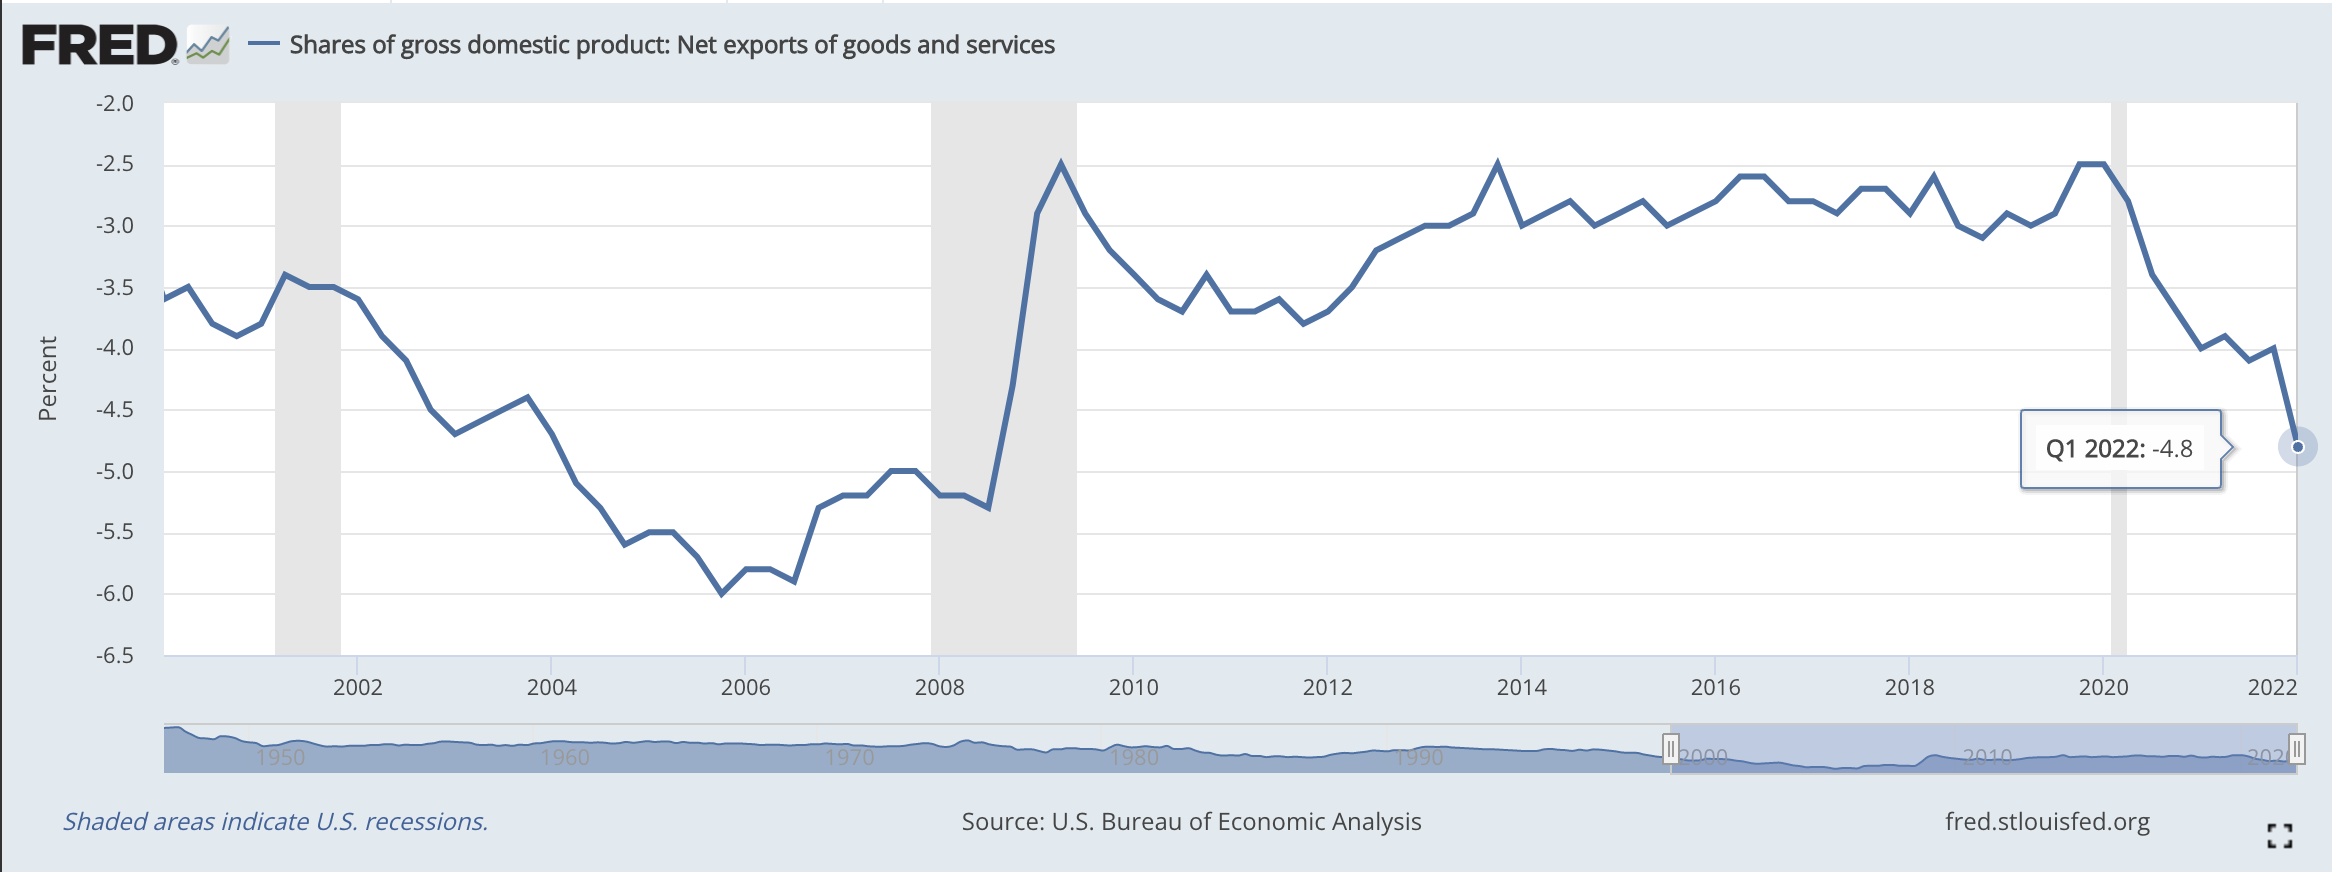 FRED® Shares of gross domestic product: Net exports of goods and services
Percent
-2.0
-2.5
-3.0
-3.5
-4.0
-4.5
-5.0
-5.5
-6.0
-6.5
Q1 2022: -4.8
2002 2004 2006 2008 2010 2012 2014 2016 2018 2020 2022
1950 1960 1970 1980 1990 2000 2010 2020
Shaded areas indicate U.S. recessions.
Source: U.S. Bureau of Economic Analysis
fred.stlouisfed.org